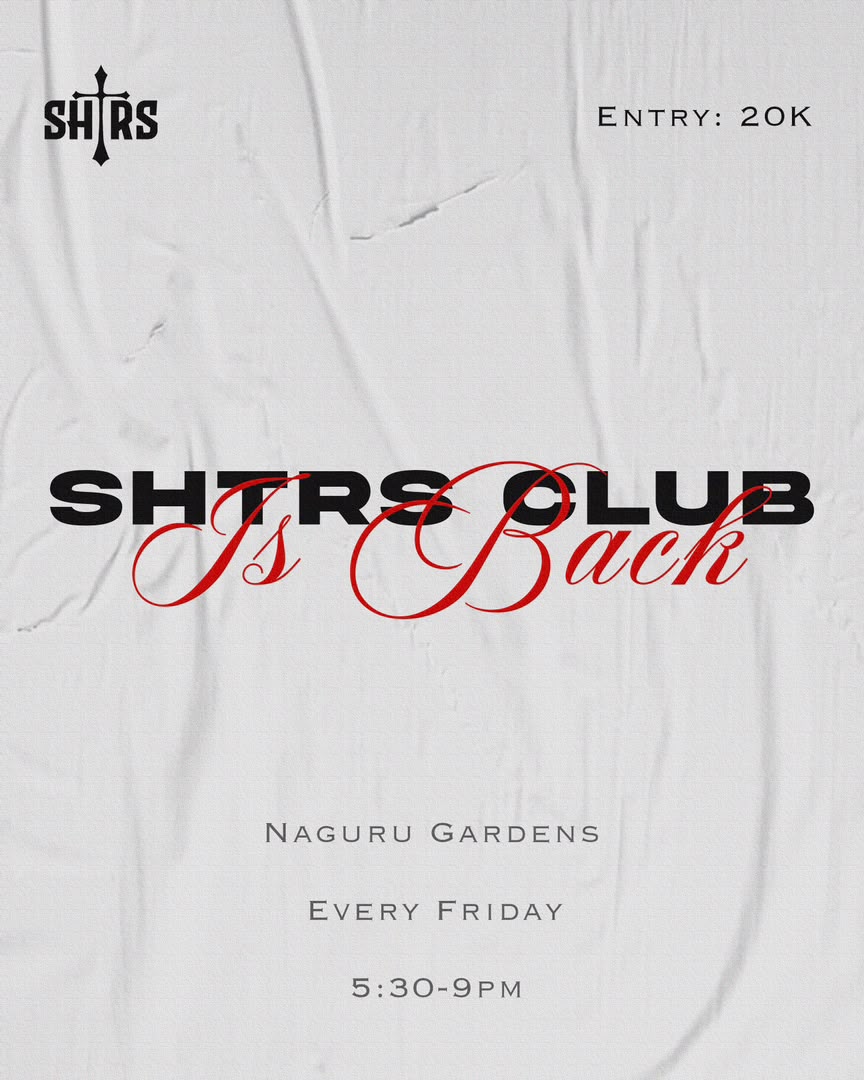 SHTRS
ENTRY: 20K
SHTRS CLUB
Is Back
NAGURU GARDENS
EVERY FRIDAY
5:30-9PM